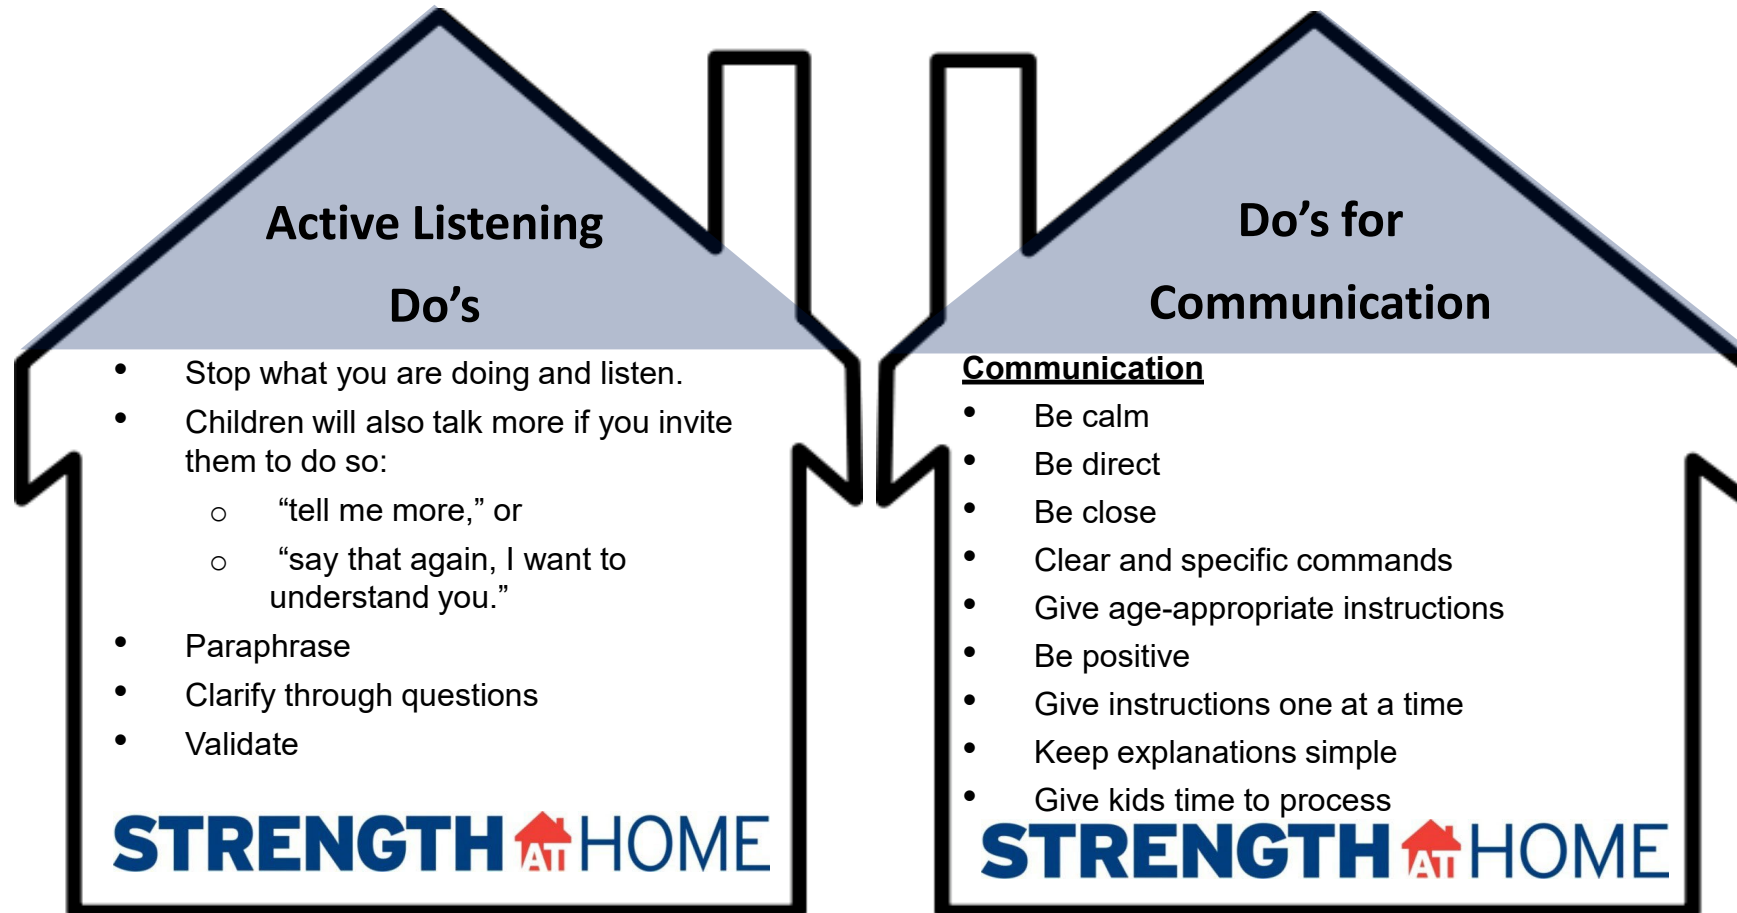 Active Listening
Do’s
• Stop what you are doing and listen.
• Children will also talk more if you invite
them to do so:
o “tell me more,” or
o “say that again, I want to
understand you.”
• Paraphrase
• Clarify through questions
• Validate
STRENGTH AT HOME
Do’s for
Communication
Communication
• Be calm
• Be direct
• Be close
• Clear and specific commands
• Give age-appropriate instructions
• Be positive
• Give instructions one at a time
• Keep explanations simple
• Give kids time to process
STRENGTH AT HOME